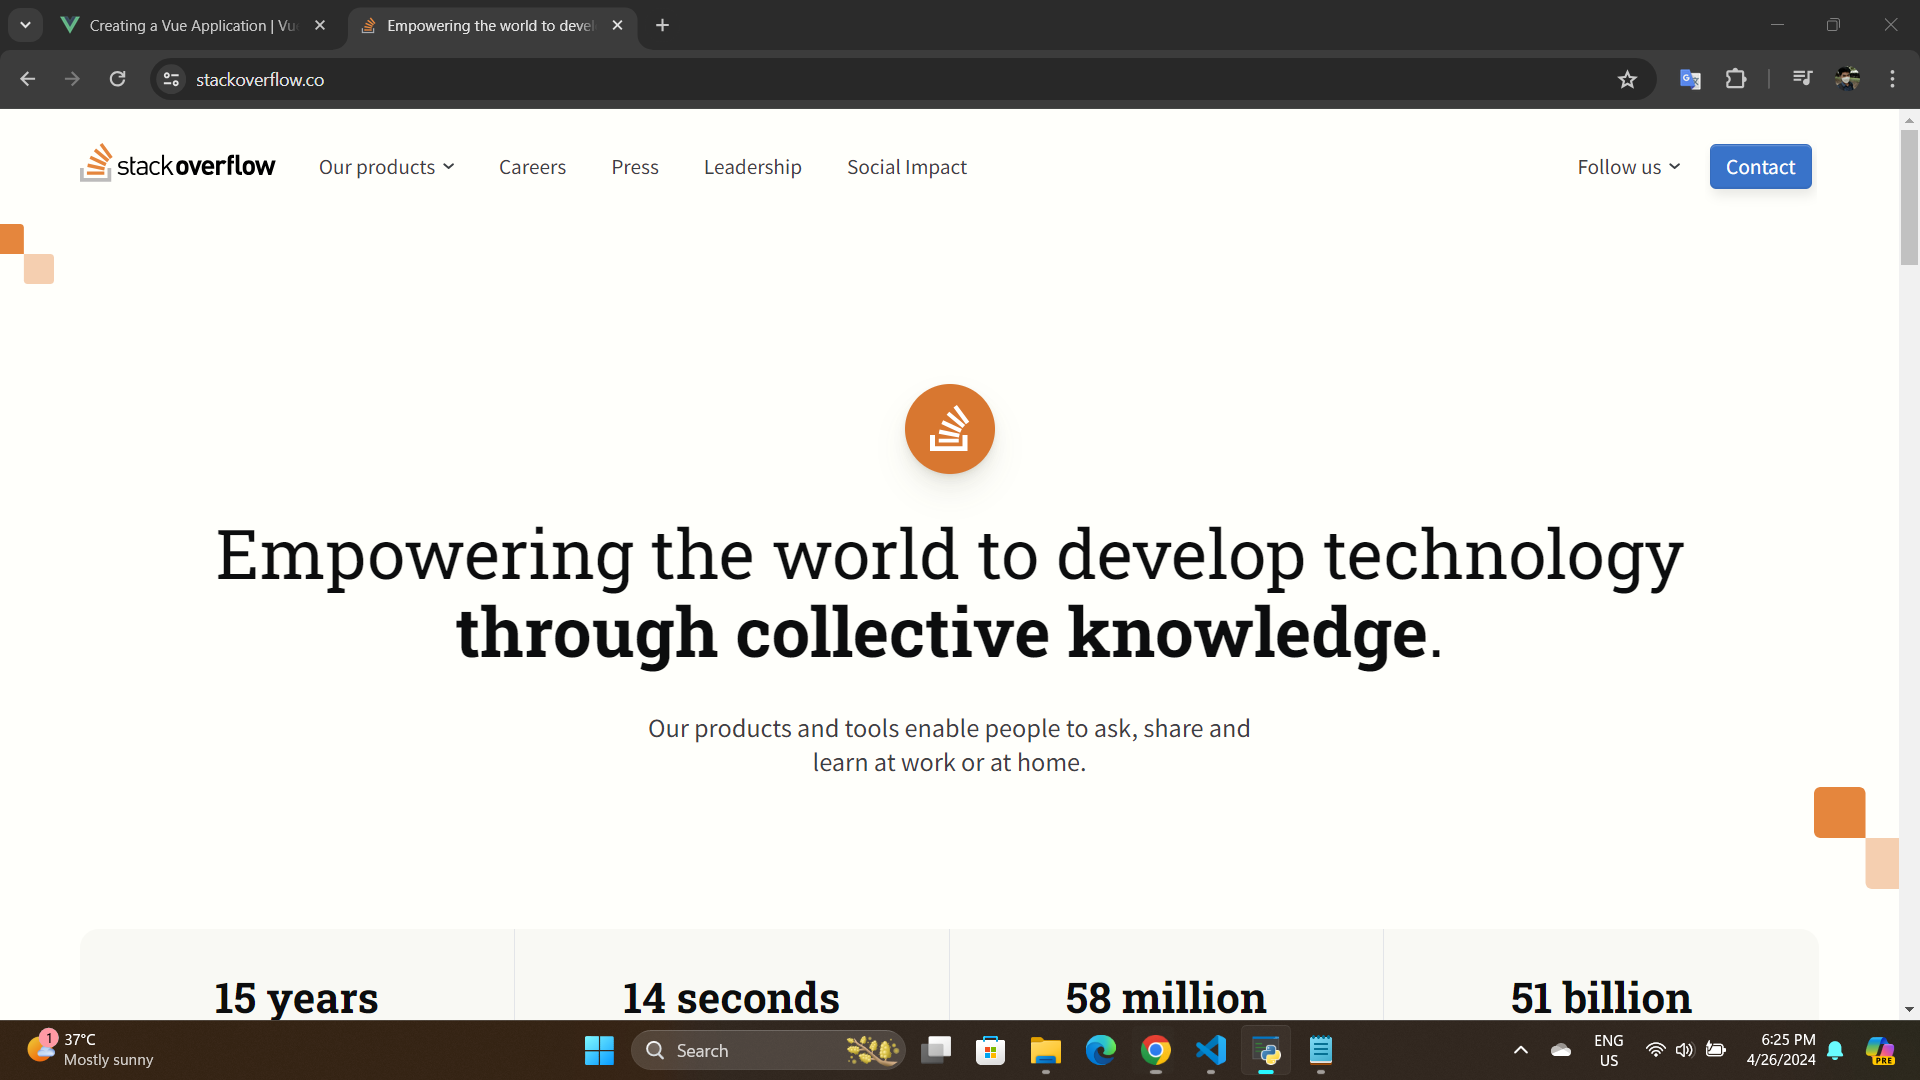 Creating a Vue Application | Vu
Empowering the world to devel
stackoverflow.co
stackoverflow
Our products
Careers
Press
Leadership
Social Impact
Follow us
Contact
Empowering the world to develop technology
through collective knowledge.
Our products and tools enable people to ask, share and
learn at work or at home.
15 years
14 seconds
58 million
51 billion
1
37°C
Mostly sunny
Search
ENG
US
6:25 PM
4/26/2024
PRE